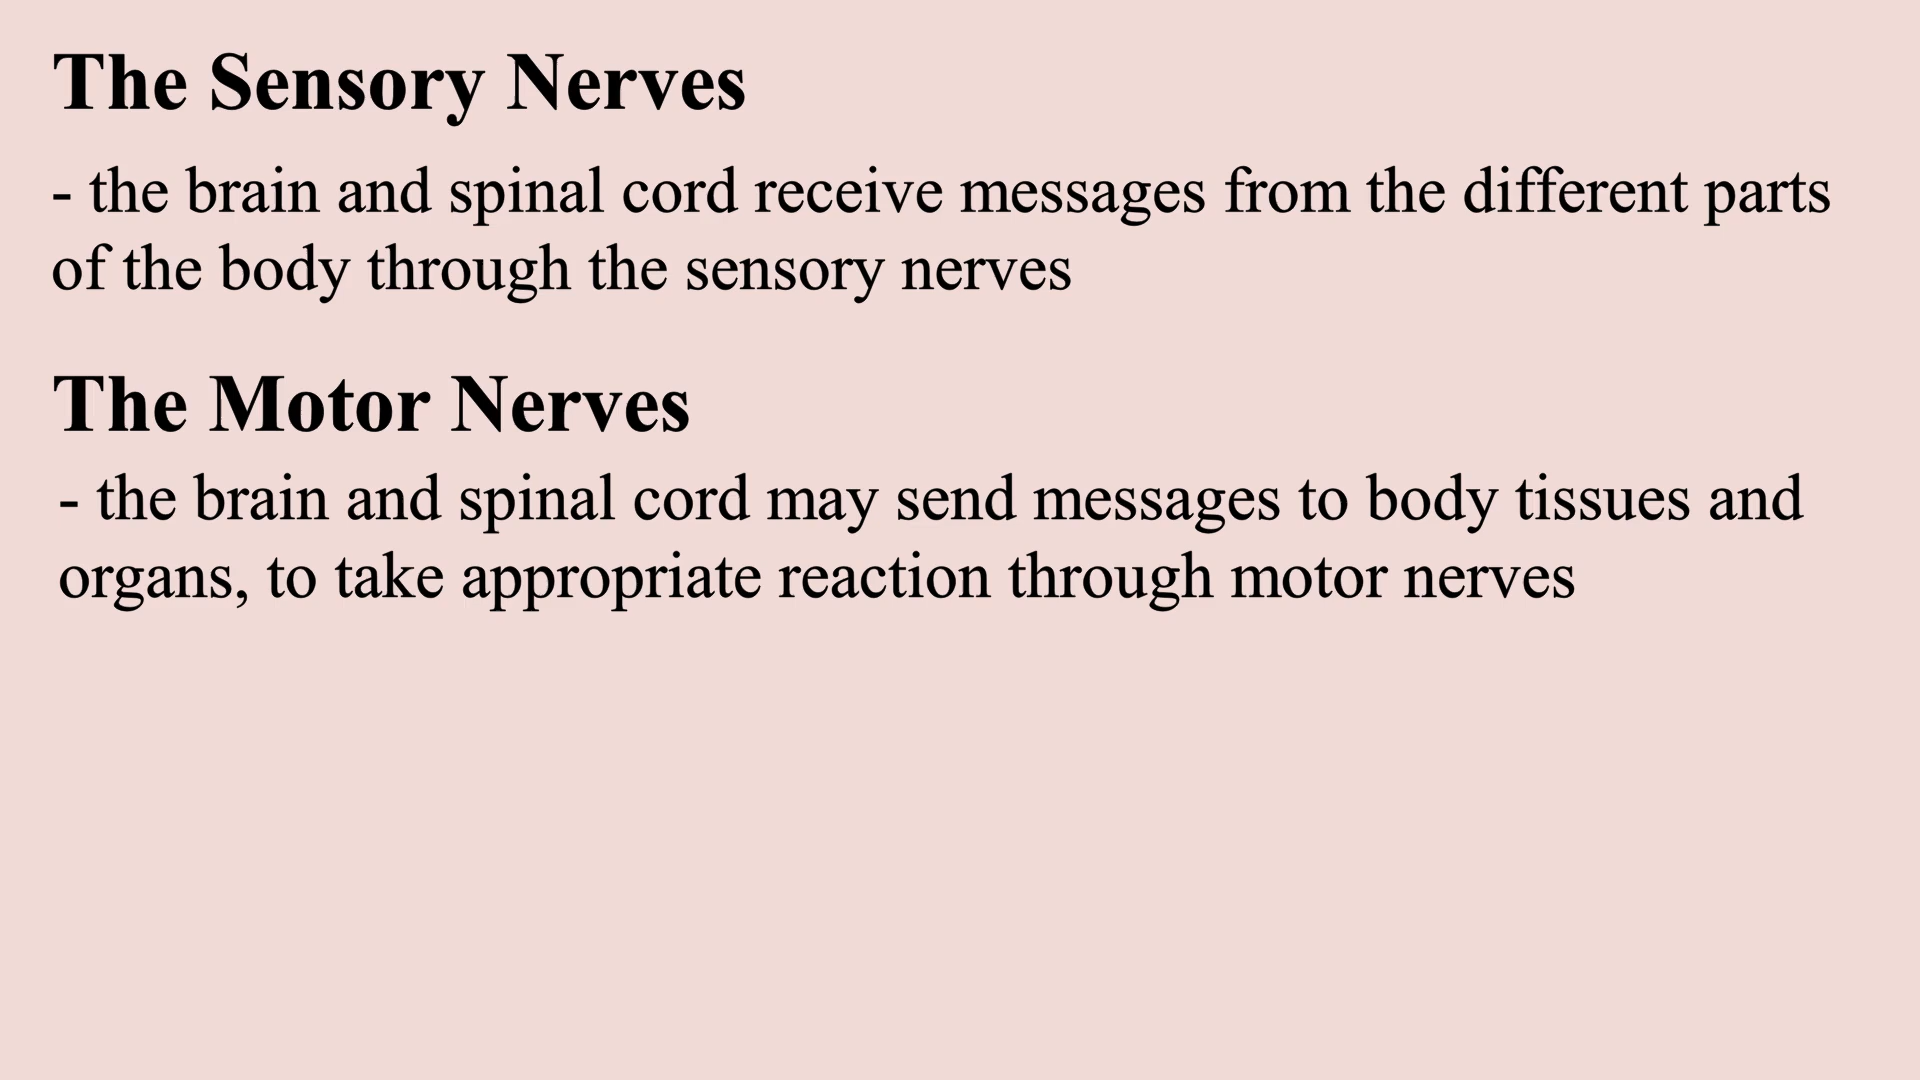 The Sensory Nerves
- the brain and spinal cord receive messages from the different parts
of the body through the sensory nerves
The Motor Nerves
- the brain and spinal cord may send messages to body tissues and
organs, to take appropriate reaction through motor nerves